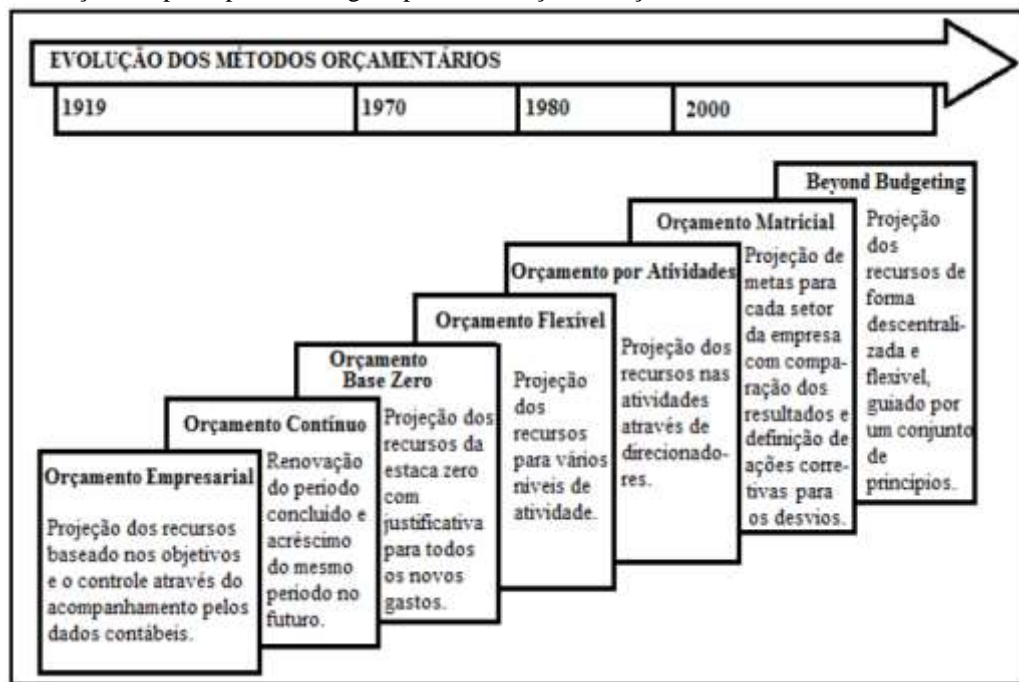 EVOLUÇÃO DOS MÉTODOS ORÇAMENTÁRIOS
1919
1970
1980
2000
Orçamento Empresarial
Projeção dos recursos
baseado nos objetivos
e o controle através do
acompanhamento pelos
dados contábeis.
Orçamento Contínuo
Renovação
do período
concluído e
acréscimo
do mesmo
período no
futuro.
Orçamento
Base Zero
Projeção dos
recursos da
estaca zero
com
justificativa
para todos
os novos
gastos.
Orçamento Flexível
Projeção
dos
recursos
para vários
níveis de
atividade.
Orçamento por Atividades
Projeção dos
recursos nas
atividades
através de
direcionado-
res.
Orçamento Matricial
Projeção de
metas para
cada setor
da empresa
com compa-
ração dos
resultados e
definição de
ações corre-
tivas para
os desvios.
Beyond Budgeting
Projeção
dos
recursos de
forma
descentrali-
zada e
flexível,
guiado por
um conjunto
de
princípios.